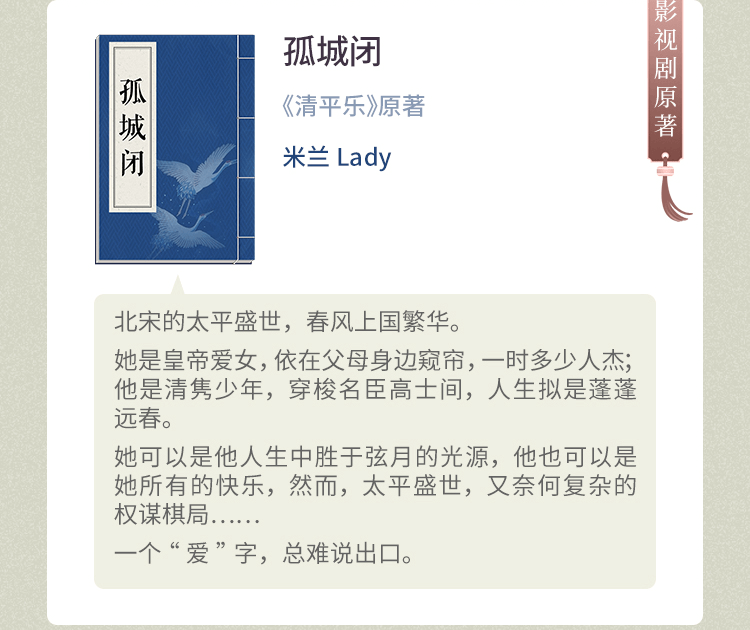 影视剧原著
孤城闭
孤城闭
《清平乐》原著
米兰 Lady
北宋的太平盛世，春风上国繁华。
她是皇帝爱女，依在父母身边窥帘，一时多少人杰；
他是清隽少年，穿梭名臣高士间，人生拟是蓬蓬
远春。
她可以是他人生中胜于弦月的光源，他也可以是
她所有的快乐，然而，太平盛世，又奈何复杂的
权谋棋局……
一个“爱”字，总难说出口。